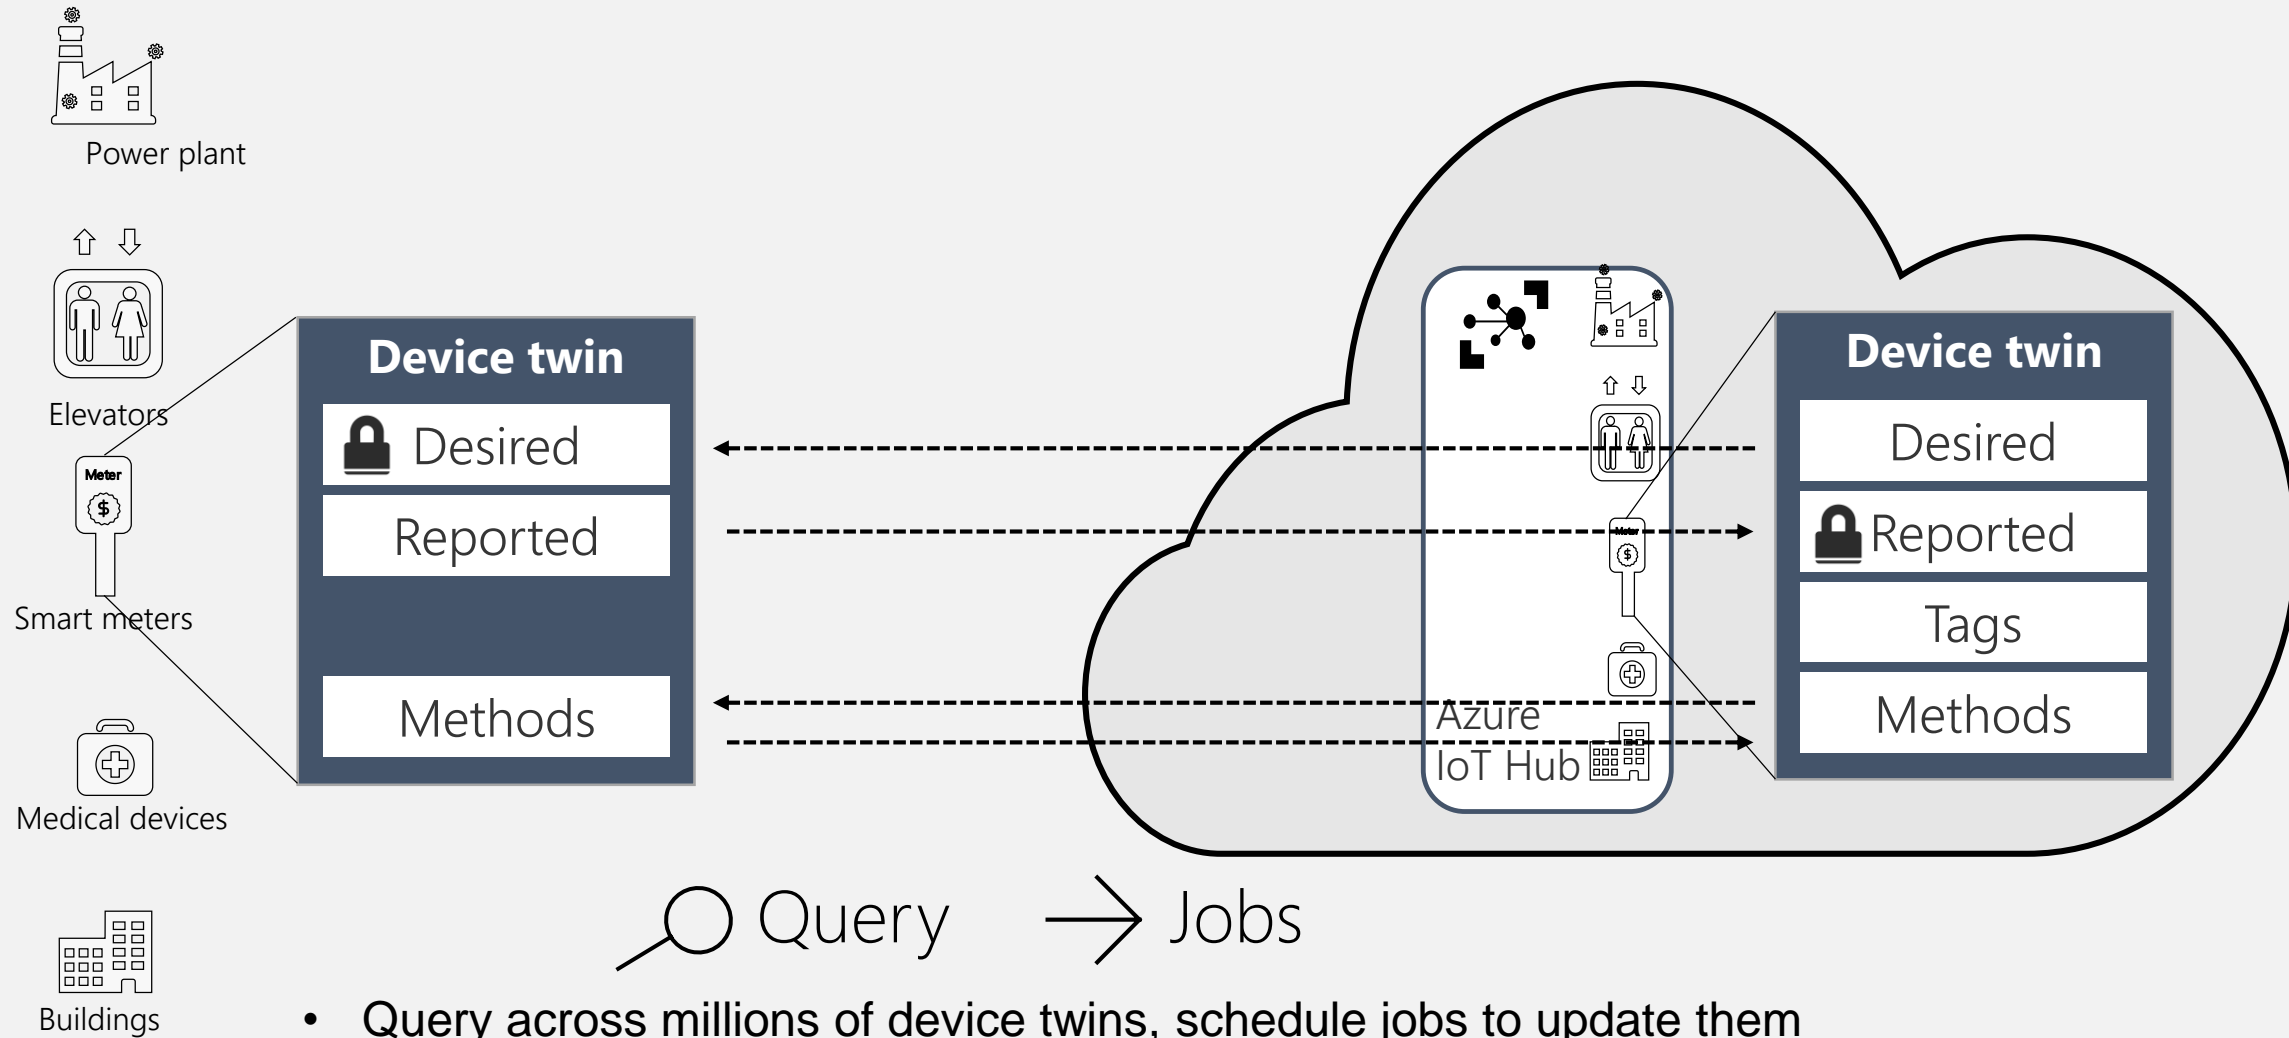 Power plant
Elevators
Meter
$
Smart meters
Medical devices
Buildings
Device twin
Desired
Reported
Methods
Meter
$
Azure
IoT Hub
Device twin
Desired
Reported
Tags
Methods
Query
Jobs
• Query across millions of device twins, schedule jobs to update them